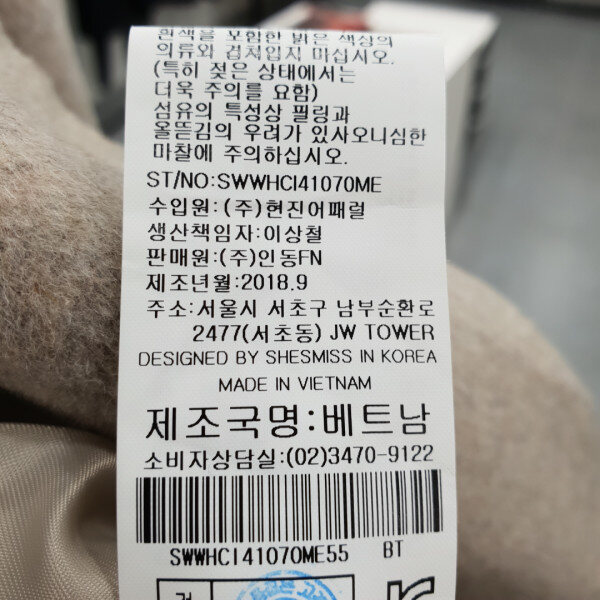 흰색을 포함한 밝은 색상의
의류와 겹쳐입지 마십시오.
(특히 젖은 상태에서는
더욱 주의를 요함)
섬유의 특성상 필링과
올뜯김의 우려가 있사오니심한
마찰에 주의하십시오.
ST/NO:SWWHCI41070ME
수입원:(주)현진어패럴
생산책임자:이상철
판매원:(주)인동FN
제조년월:2018.9
주소:서울시 서초구 남부순환로
2477(서초동) JW TOWER
DESIGNED BY SHESMISS IN KOREA
MADE IN VIETNAM
제조국명:베트남
소비자상담실:(02)3470-9122
SWWHCI41070ME55 BT